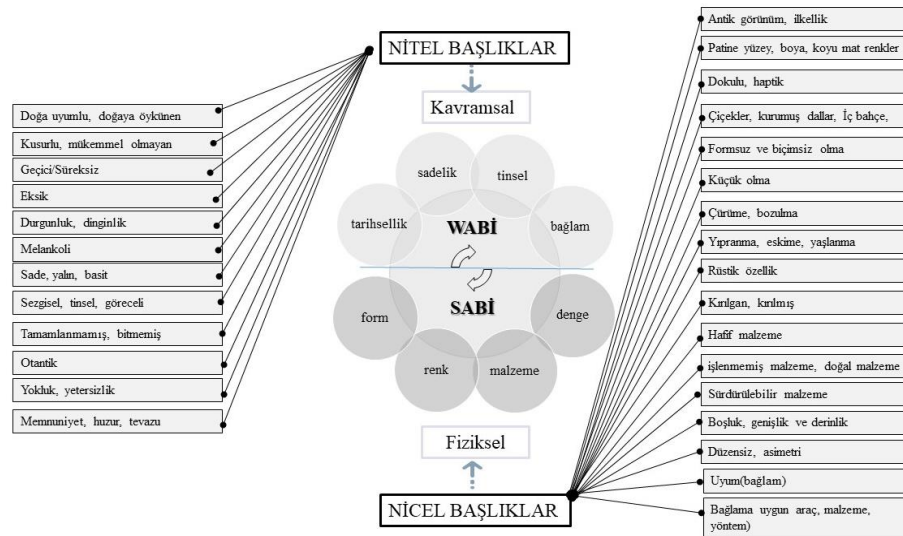 NİTEL BAŞLIKLAR
Kavramsal
Doğa uyumlu, doğaya öykünen
Kusurlu, mükemmel olmayan
Geçici/Süreksiz
Eksik
Durgunluk, dinginlik
Melankoli
Sade, yalın, basit
Sezgisel, tinsel, göreceli
Tamamlanmamış, bitmemiş
Otantik
Yokluk, yetersizlik
Memnuniyet, huzur, tevazu
sadelik
tinsel
tarihsellik
bağlam
WABİ
SABİ
form
denge
renk
malzeme
Fiziksel
NİCEL BAŞLIKLAR
Antik görünüm, ilkellik
Patine yüzey, boya, koyu mat renkler
Dokulu, haptik
Çiçekler, kurumuş dallar, İç bahçe,
Formsuz ve biçimsiz olma
Küçük olma
Çürüme, bozulma
Yıpranma, eskime, yaşlanma
Rüstik özellik
Kırılgan, kırılmış
Hafif malzeme
işlenmemiş malzeme, doğal malzeme
Sürdürülebilir malzeme
Boşluk, genişlik ve derinlik
Düzensiz, asimetri
Uyum(bağlam)
Bağlama uygun araç, malzeme,
yöntem)